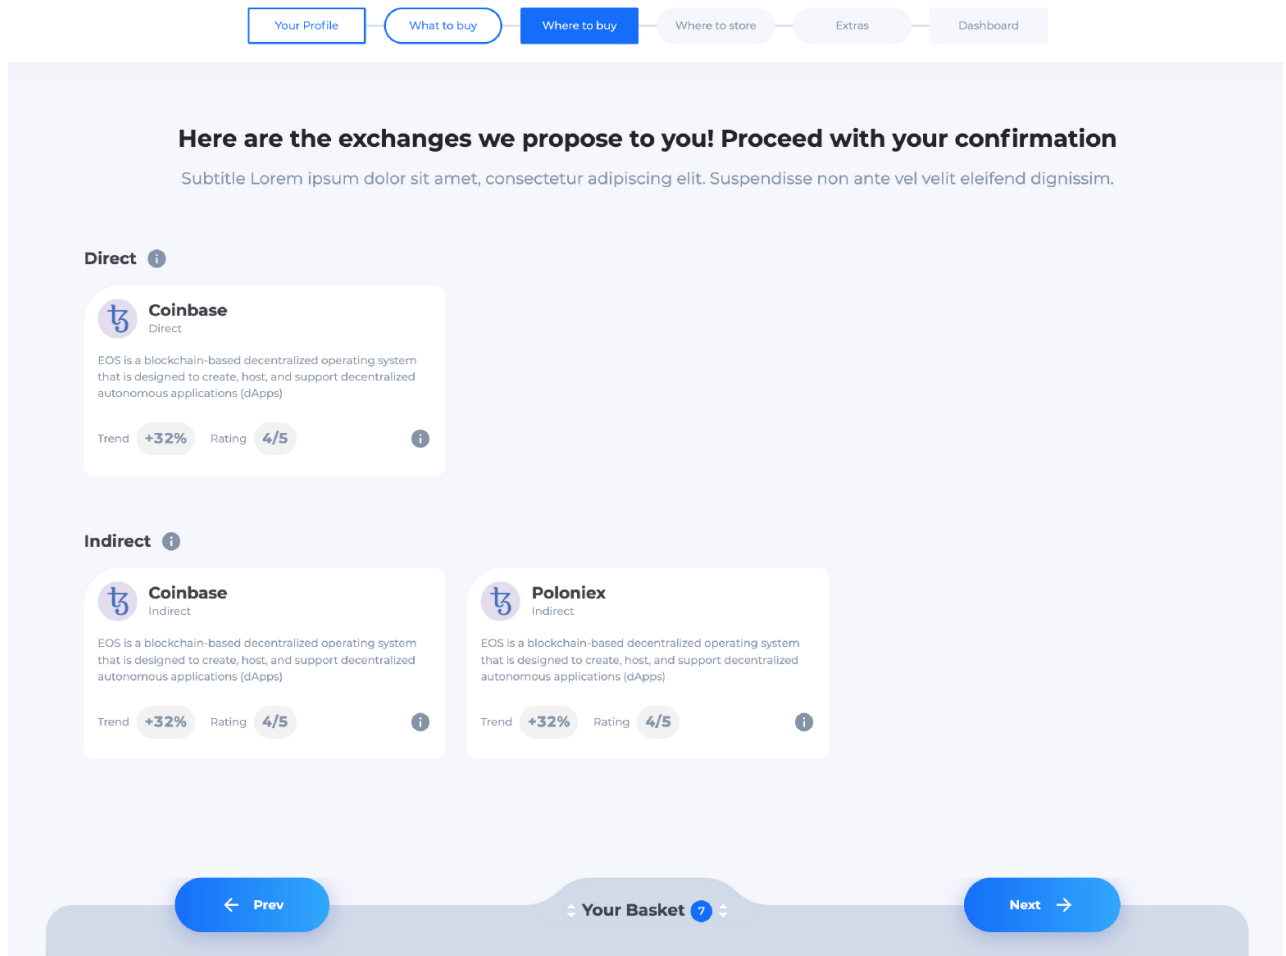 Your Profile
What to buy
Where to buy
Where to store
Extras
Dashboard
Here are the exchanges we propose to you! Proceed with your confirmation
Subtitle Lorem ipsum dolor sit amet, consectetur adipiscing elit. Suspendisse non ante vel velit eleifend dignissim.
Direct
Coinbase
Direct
EOS is a blockchain-based decentralized operating system
that is designed to create, host, and support decentralized
autonomous applications (dApps)
Trend +32% Rating 4/5
Indirect
Coinbase
Indirect
EOS is a blockchain-based decentralized operating system
that is designed to create, host, and support decentralized
autonomous applications (dApps)
Trend +32% Rating 4/5
Poloniex
Indirect
EOS is a blockchain-based decentralized operating system
that is designed to create, host, and support decentralized
autonomous applications (dApps)
Trend +32% Rating 4/5
Prev
Your Basket 7
Next